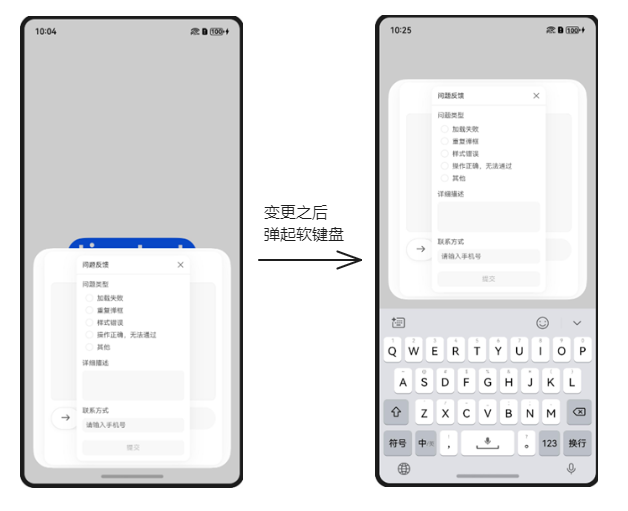 10:04
100
问题反馈
问题类型
加载失败
重复弹框
样式错误
操作正确，无法通过
其他
详细描述
联系方式
请输入手机号
提交
变更之后
弹起软键盘
10:25
100
问题反馈
问题类型
加载失败
重复弹框
样式错误
操作正确，无法通过
其他
详细描述
联系方式
请输入手机号
提交
Q W E R T Y U I O P
A S D F G H J K L
Z X C V B N M
符号 中/英 ， 。 123 换行